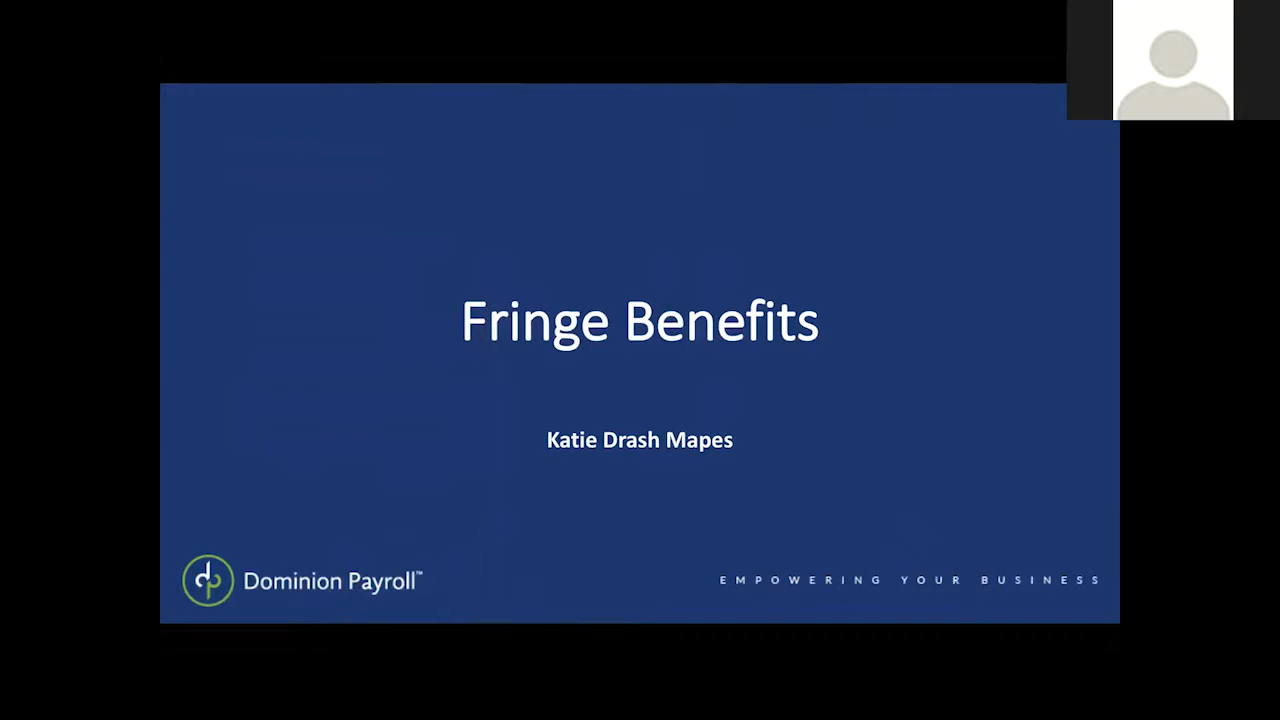 Fringe Benefits
Katie Drash Mapes
Dominion Payroll™
EMPOWERING YOUR BUSINESS